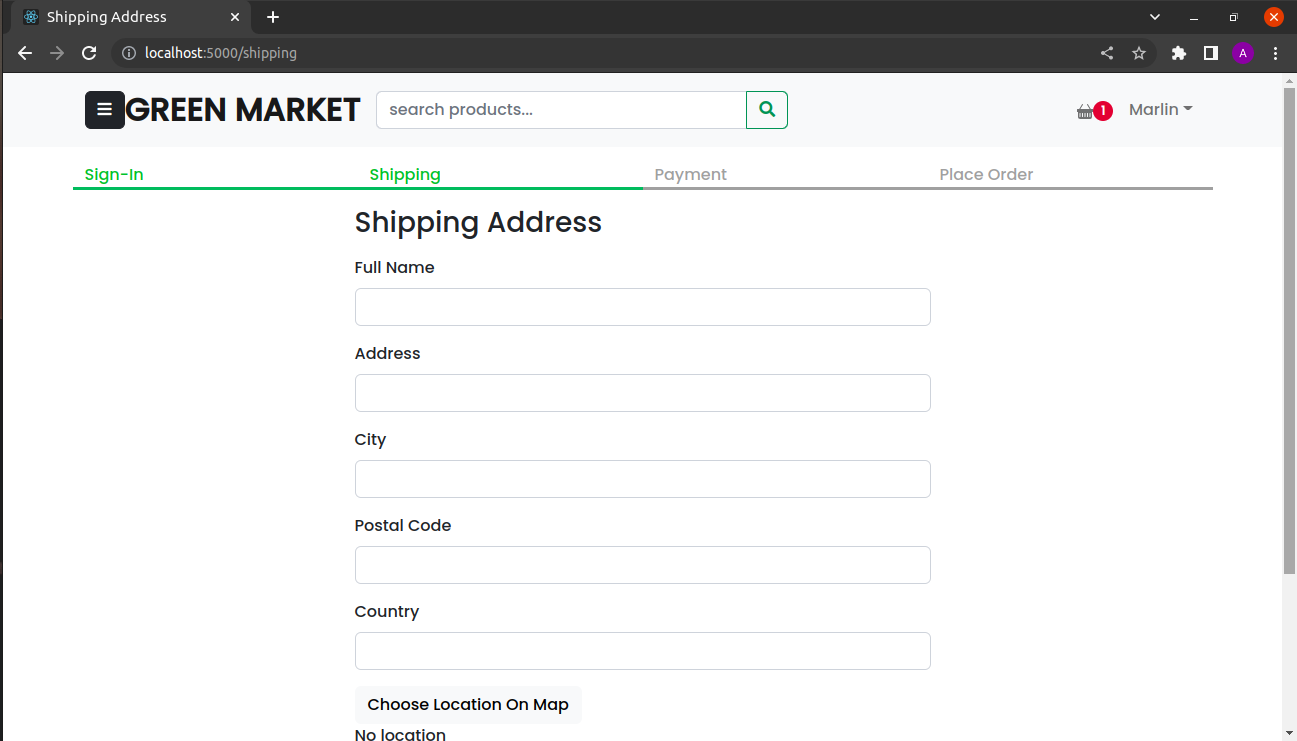 Shipping Address
localhost:5000/shipping
A
GREEN MARKET
search products...
1
Marlin
Sign-In
Shipping
Payment
Place Order
Shipping Address
Full Name
Address
City
Postal Code
Country
Choose Location On Map
No location